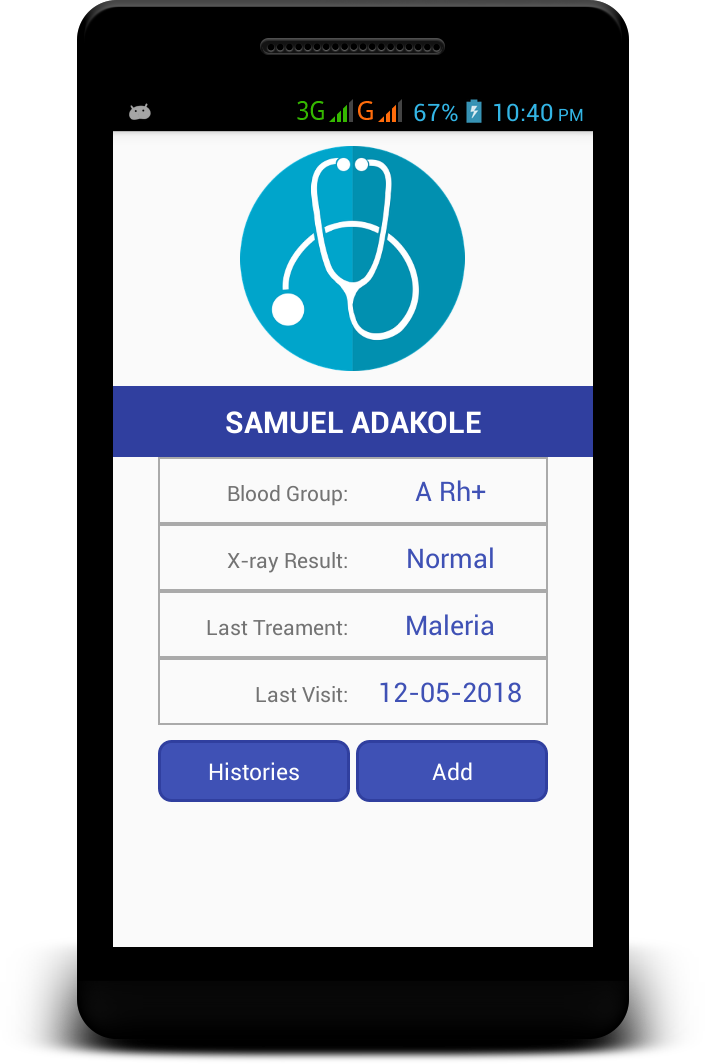 3G G 67% 10:40 PM
SAMUEL ADAKOLE
Blood Group: A Rh+
X-ray Result: Normal
Last Treament: Maleria
Last Visit: 12-05-2018
Histories Add